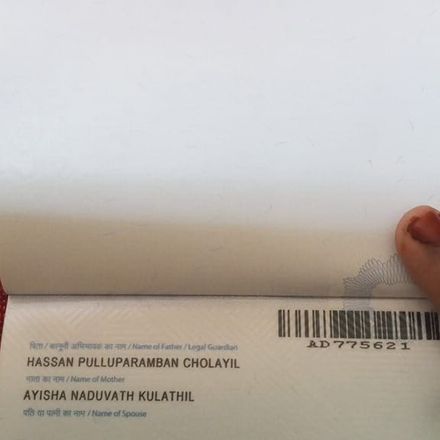 पिता / कानूनी अभिभावक का नाम / Name of Father / Legal Guardian
HASSAN PULLUPARAMBAN CHOLAYIL
माता का नाम / Name of Mother
AYISHA NADUVATH KULATHIL
पति या पत्नी का नाम / Name of Spouse
AD775621